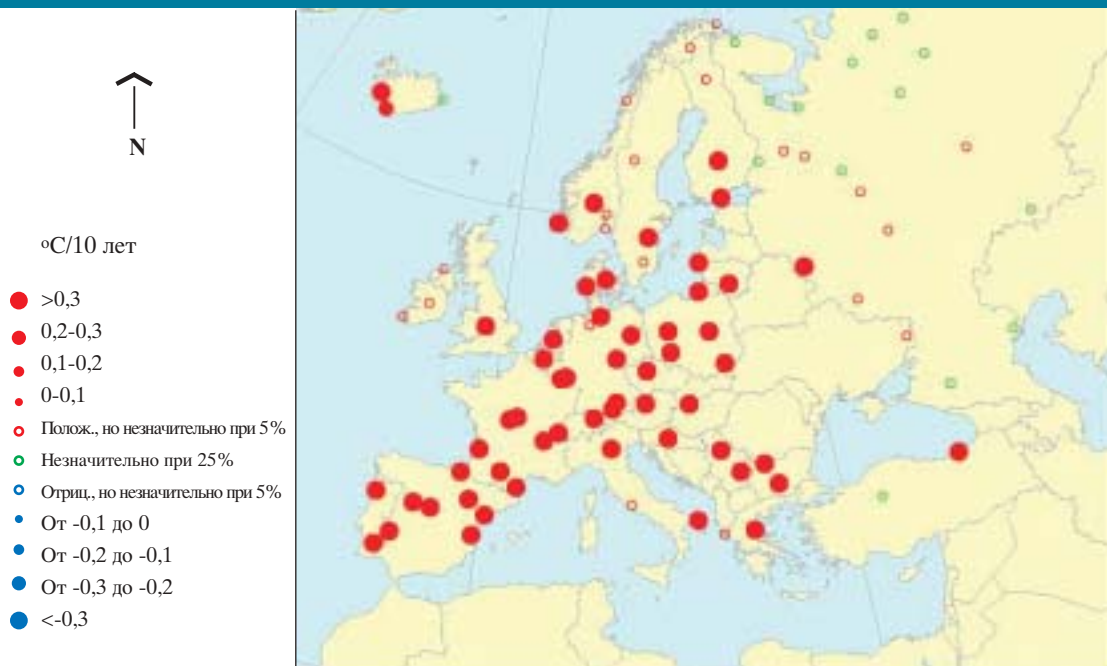 N
°C/10 лет
>0,3
0,2-0,3
0,1-0,2
0-0,1
Полож., но незначительно при 5%
Незначительно при 25%
Отриц., но незначительно при 5%
От -0,1 до 0
От -0,2 до -0,1
От -0,3 до -0,2
<-0,3